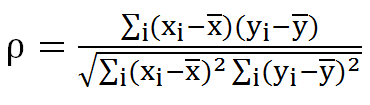 ρ = ∑i(xi−x̅)(yi−y̅) / √∑i(xi−x̅)² ∑i(yi−y̅)²